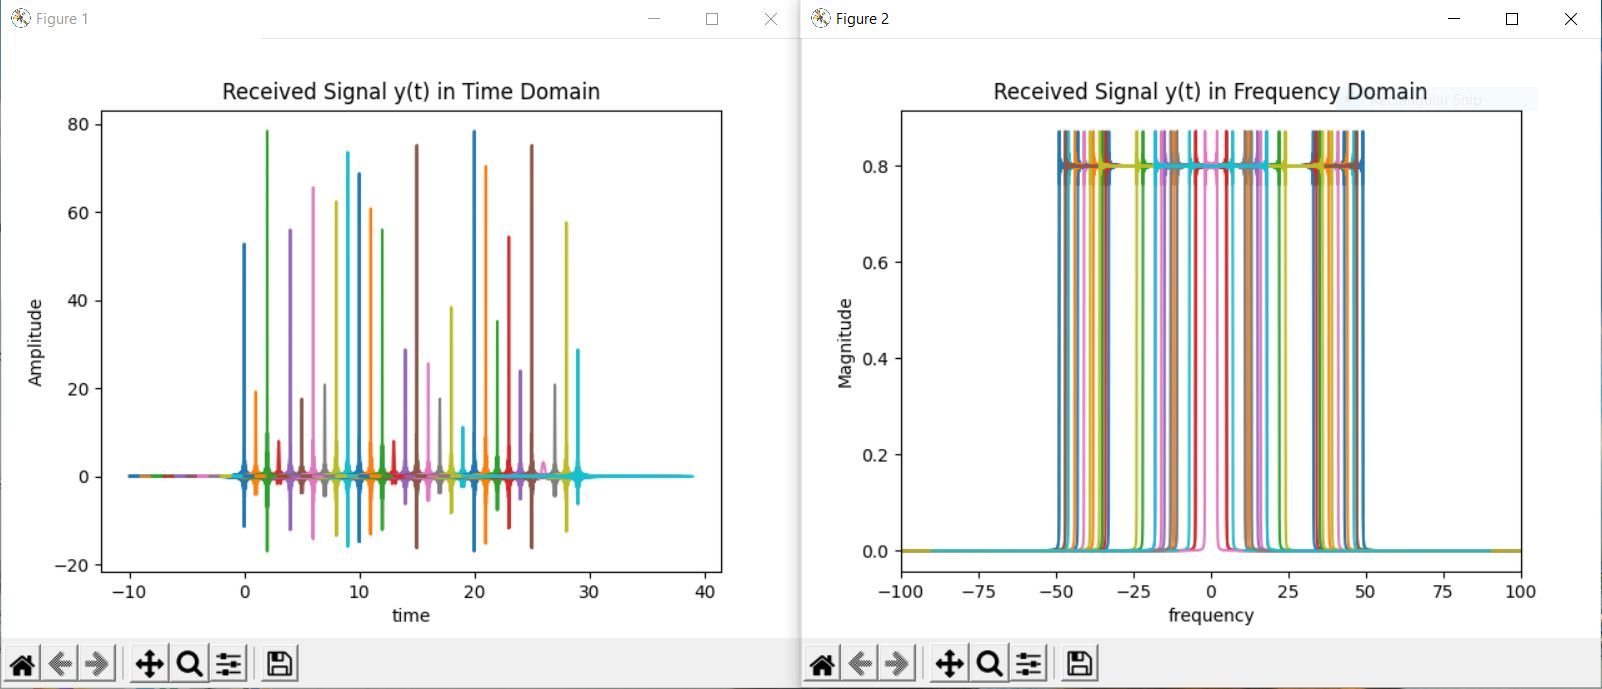 Figure 1
Figure 2
Received Signal y(t) in Time Domain
80
60
40
20
0
−20
Amplitude
−10
0
10
20
30
40
time
Received Signal y(t) in Frequency Domain
Rectangular Snip
0.8
0.6
0.4
0.2
0.0
Magnitude
−100
−75
−50
−25
0
25
50
75
100
frequency